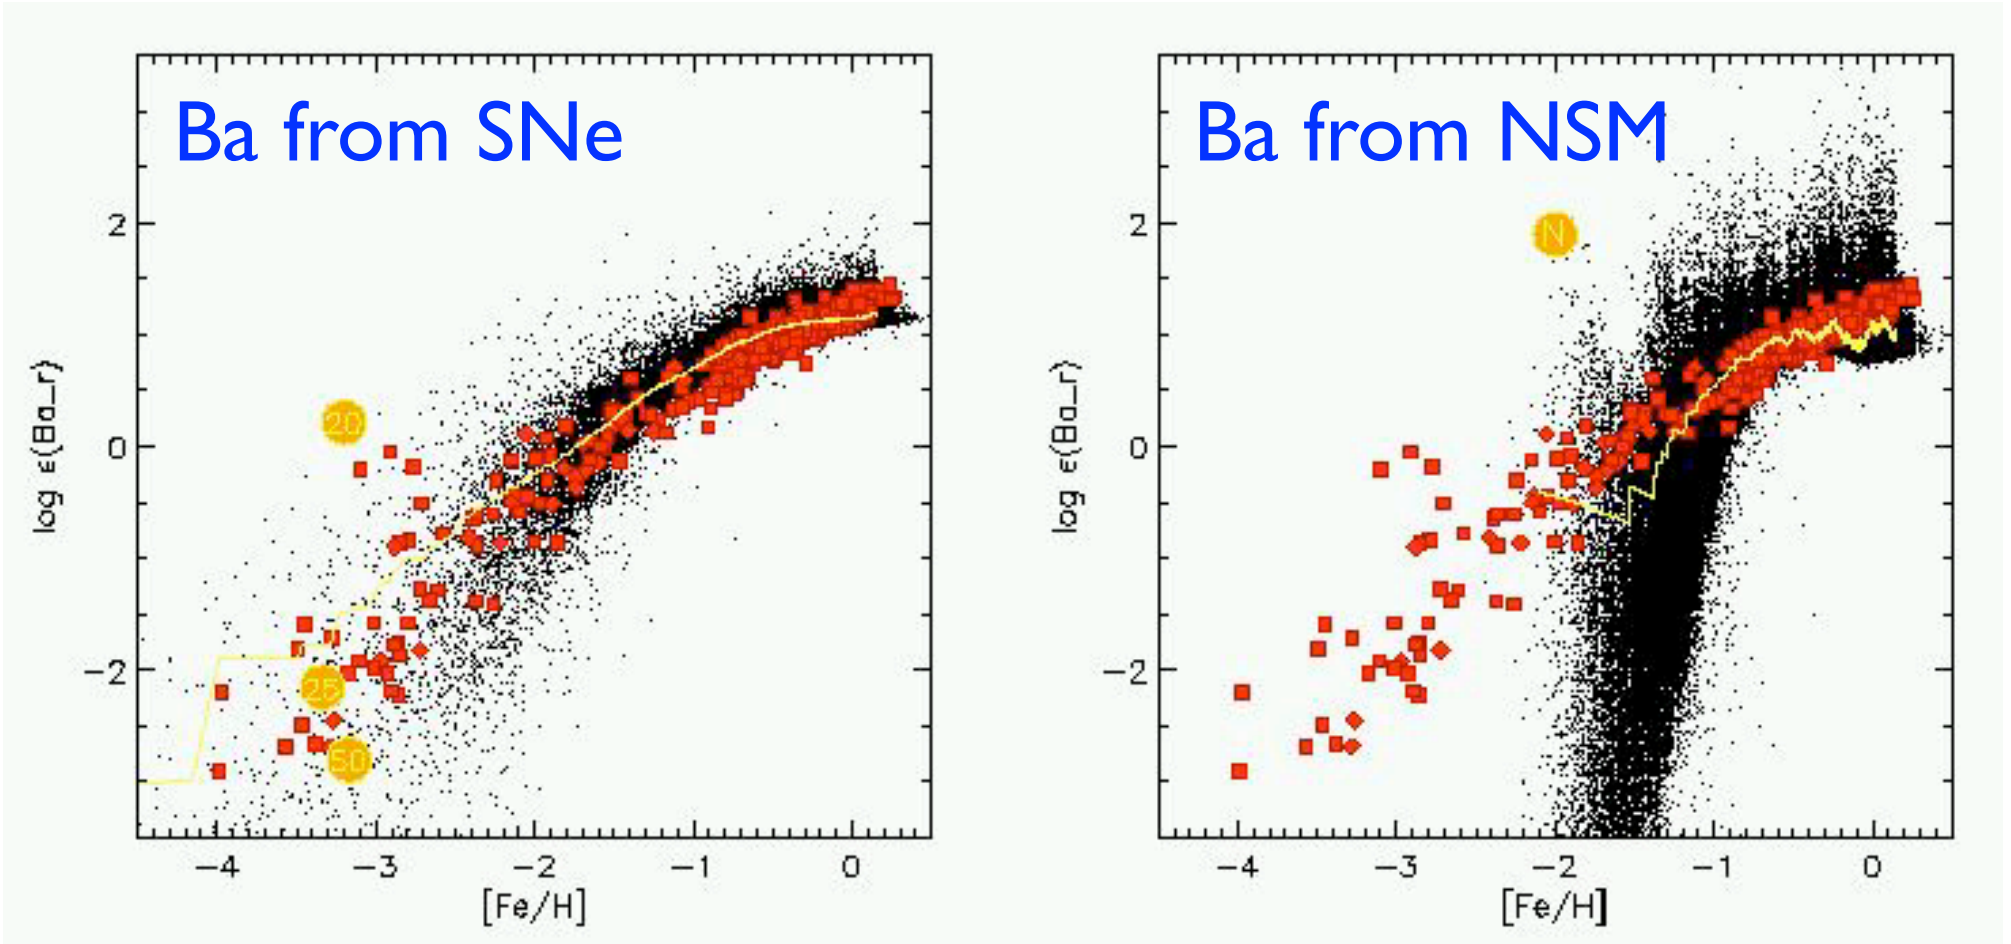 Ba from SNe
2
0
−2
log ε(Ba_r)
20
25
50
−4
−3
−2
−1
0
[Fe/H]
Ba from NSM
2
0
−2
log ε(Ba_r)
N
−4
−3
−2
−1
0
[Fe/H]